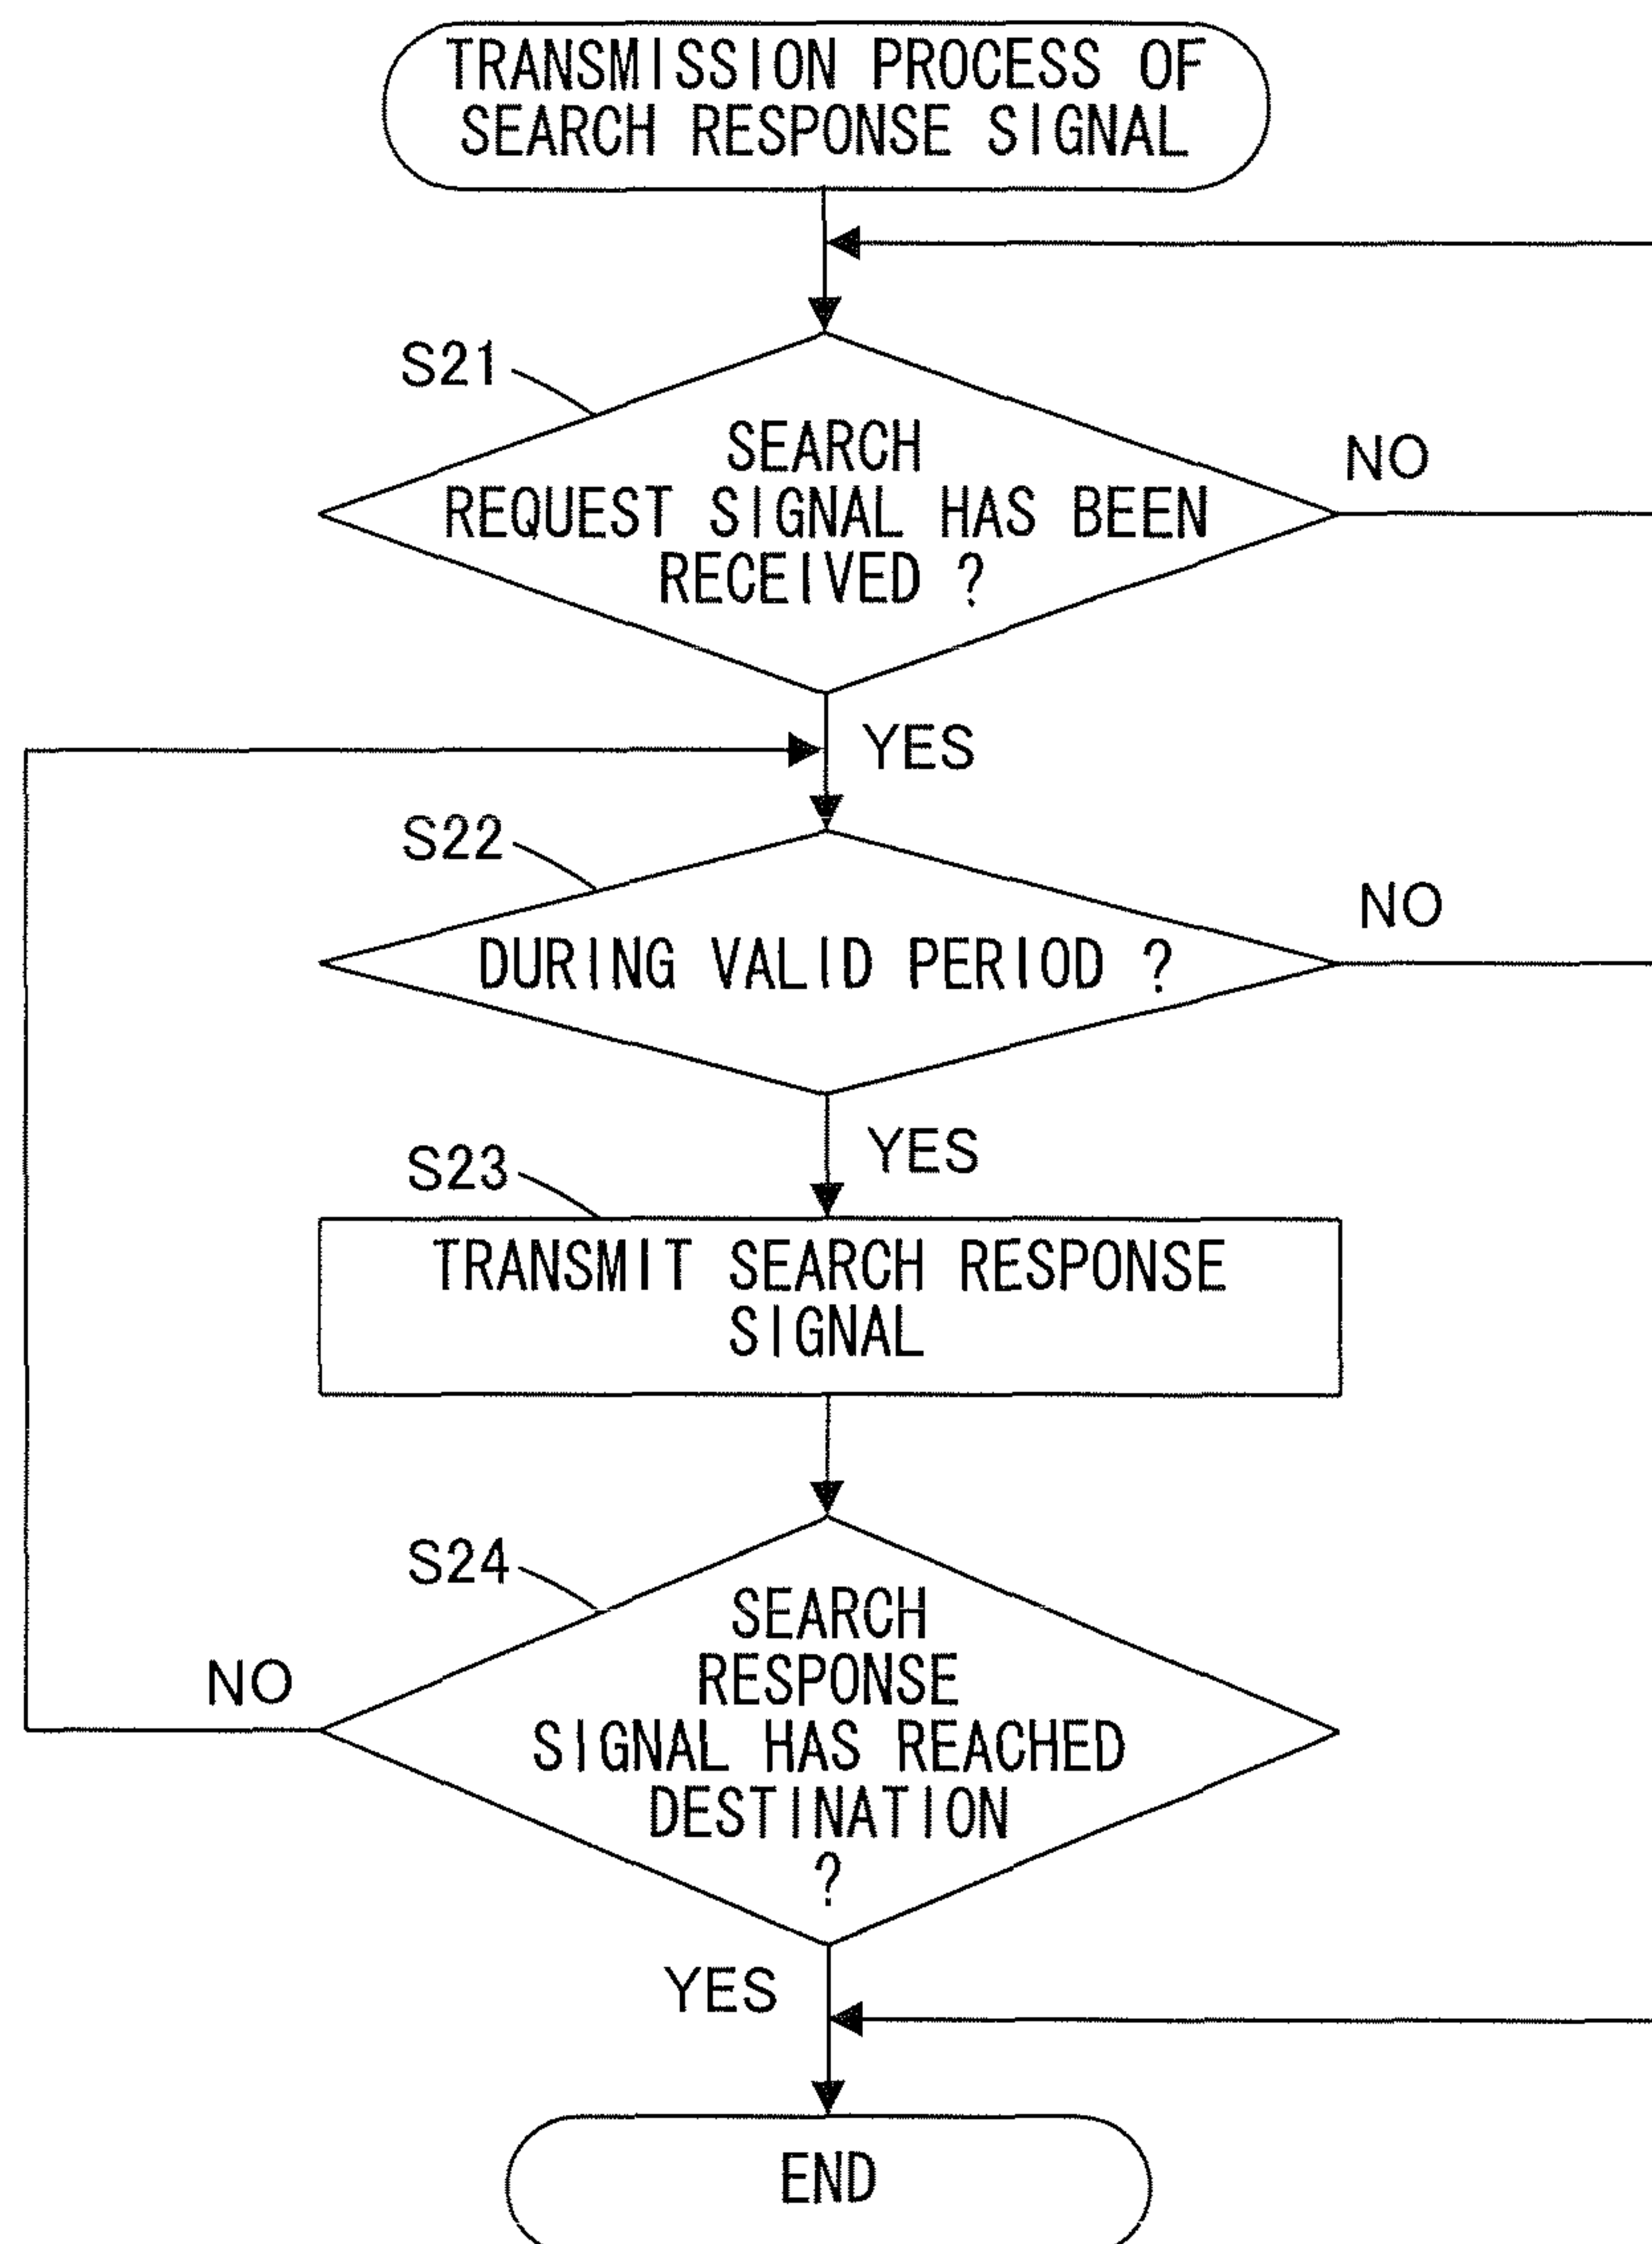 TRANSMISSION PROCESS OF
SEARCH RESPONSE SIGNAL
S21
SEARCH
REQUEST SIGNAL HAS BEEN
RECEIVED ?
NO
YES
S22
DURING VALID PERIOD ?
NO
YES
S23
TRANSMIT SEARCH RESPONSE
SIGNAL
S24
SEARCH
RESPONSE
SIGNAL HAS REACHED
DESTINATION
?
NO
YES
END